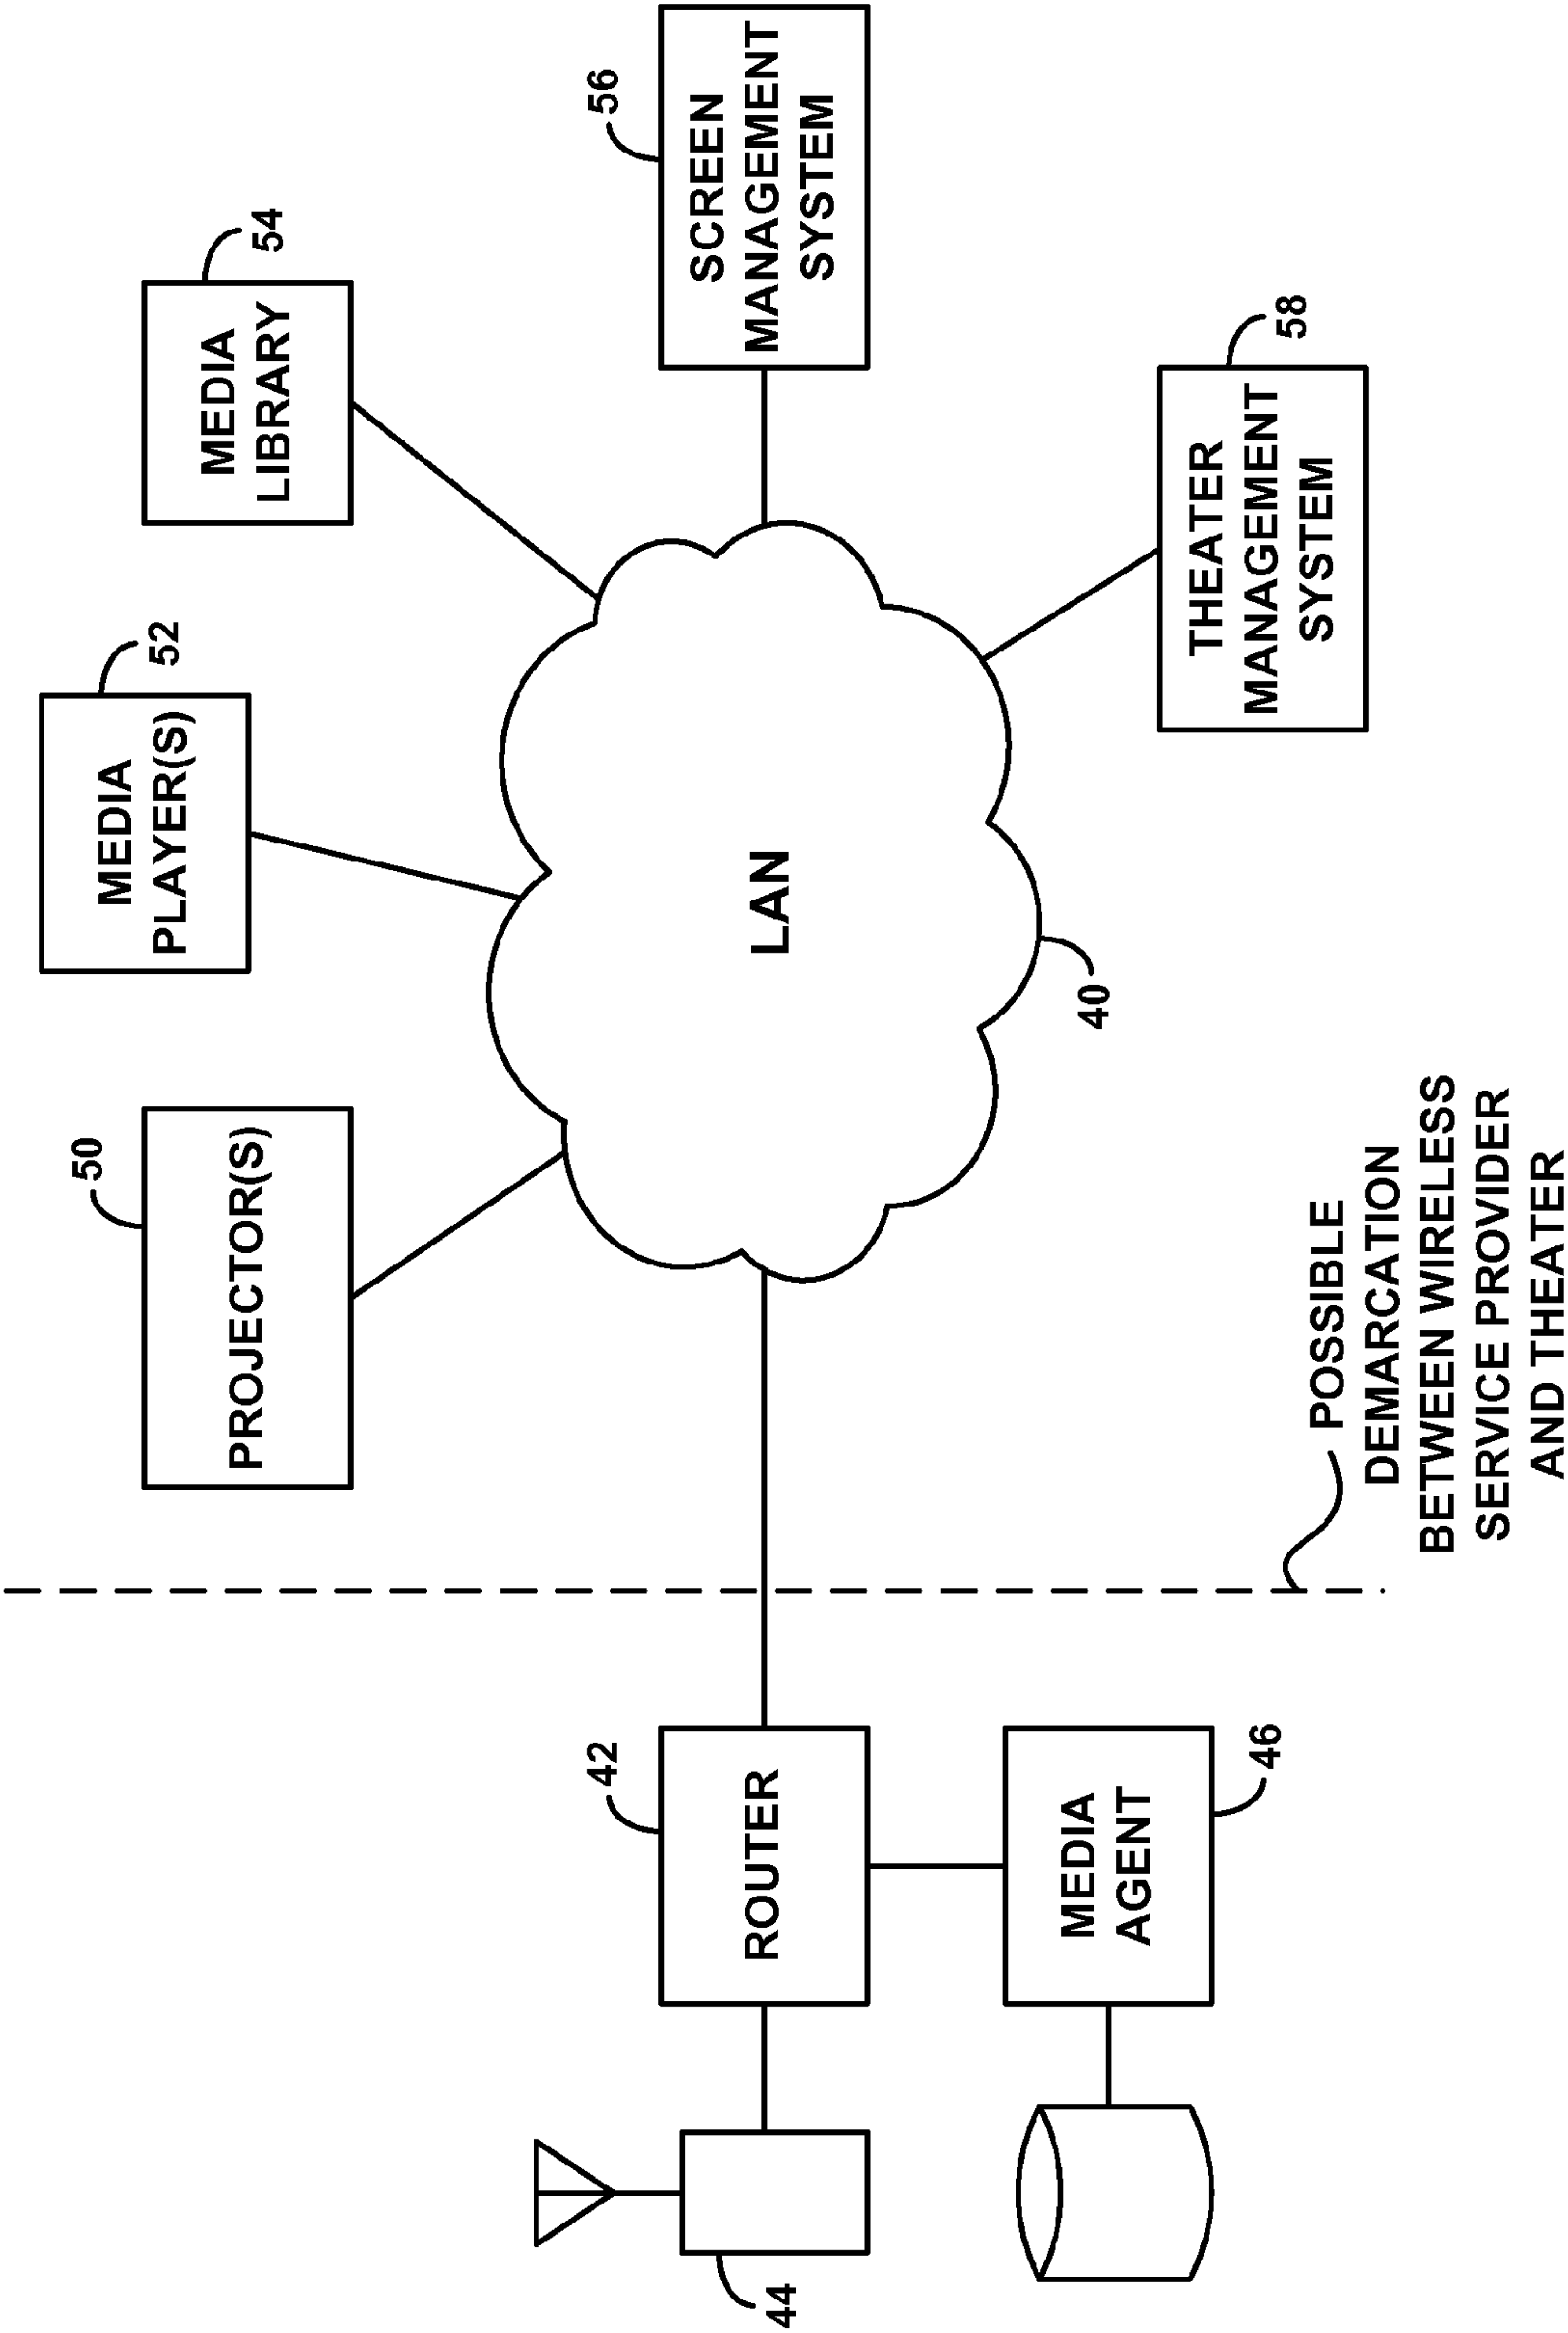 52
MEDIA
PLAYER(S)
50
PROJECTOR(S)
54
MEDIA
LIBRARY
42
ROUTER
44
LAN
40
56
SCREEN
MANAGEMENT
SYSTEM
MEDIA
AGENT
46
THEATER
MANAGEMENT
SYSTEM
58
POSSIBLE
DEMARCATION
BETWEEN WIRELESS
SERVICE PROVIDER
AND THEATER